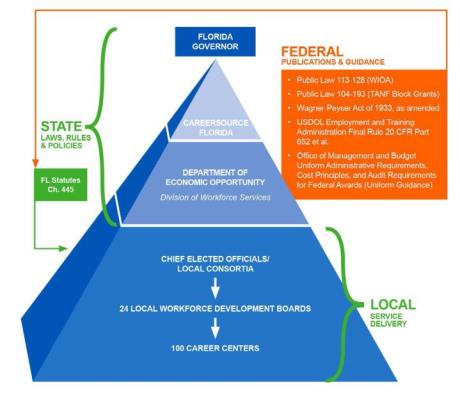 FLORIDA
GOVERNOR
FEDERAL
PUBLICATIONS & GUIDANCE
• Public Law 113-128 (WIOA)
• Public Law 104-193 (TANF Block Grants)
• Wagner-Peyser Act of 1933, as amended
• USDOL Employment and Training
Administration Final Rule 20 CFR Part
652 et al.
• Office of Management and Budget
Uniform Administrative Requirements,
Cost Principles, and Audit Requirements
for Federal Awards (Uniform Guidance)
STATE
LAWS, RULES
& POLICIES
FL Statutes
Ch. 445
CAREERSOURCE
FLORIDA
DEPARTMENT OF
ECONOMIC OPPORTUNITY
Division of Workforce Services
CHIEF ELECTED OFFICIALS/
LOCAL CONSORTIA
24 LOCAL WORKFORCE DEVELOPMENT BOARDS
100 CAREER CENTERS
LOCAL
SERVICE
DELIVERY